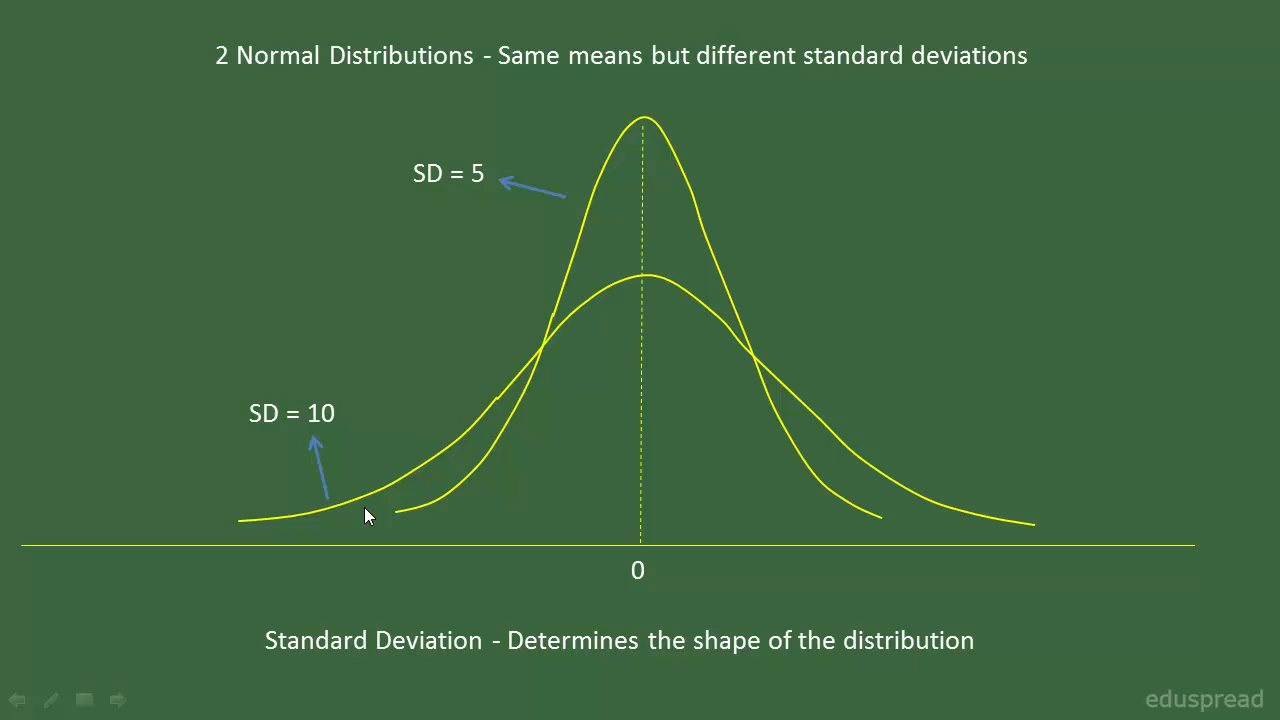 2 Normal Distributions - Same means but different standard deviations
SD = 5
SD = 10
0
Standard Deviation - Determines the shape of the distribution
eduspread